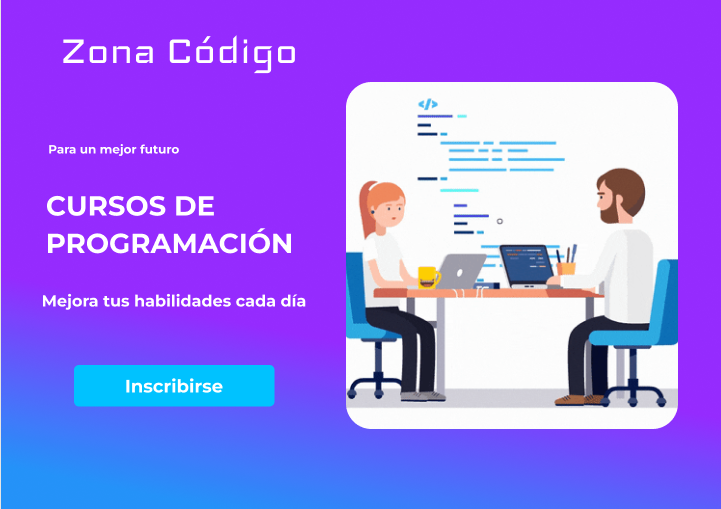 Zona Código
Para un mejor futuro
CURSOS DE
PROGRAMACIÓN
Mejora tus habilidades cada día
Inscribirse
</>